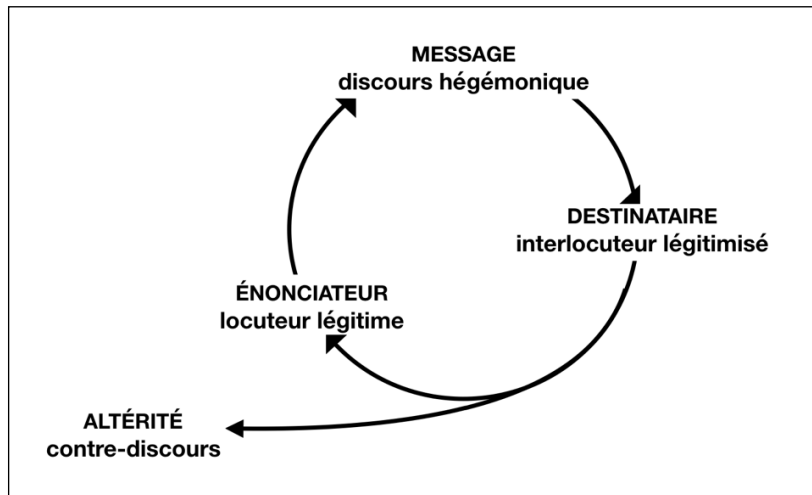 MESSAGE
discours hégémonique
DESTINATAIRE
interlocuteur légitimisé
ÉNONCIATEUR
locuteur légitime
ALTÉRITÉ
contre-discours